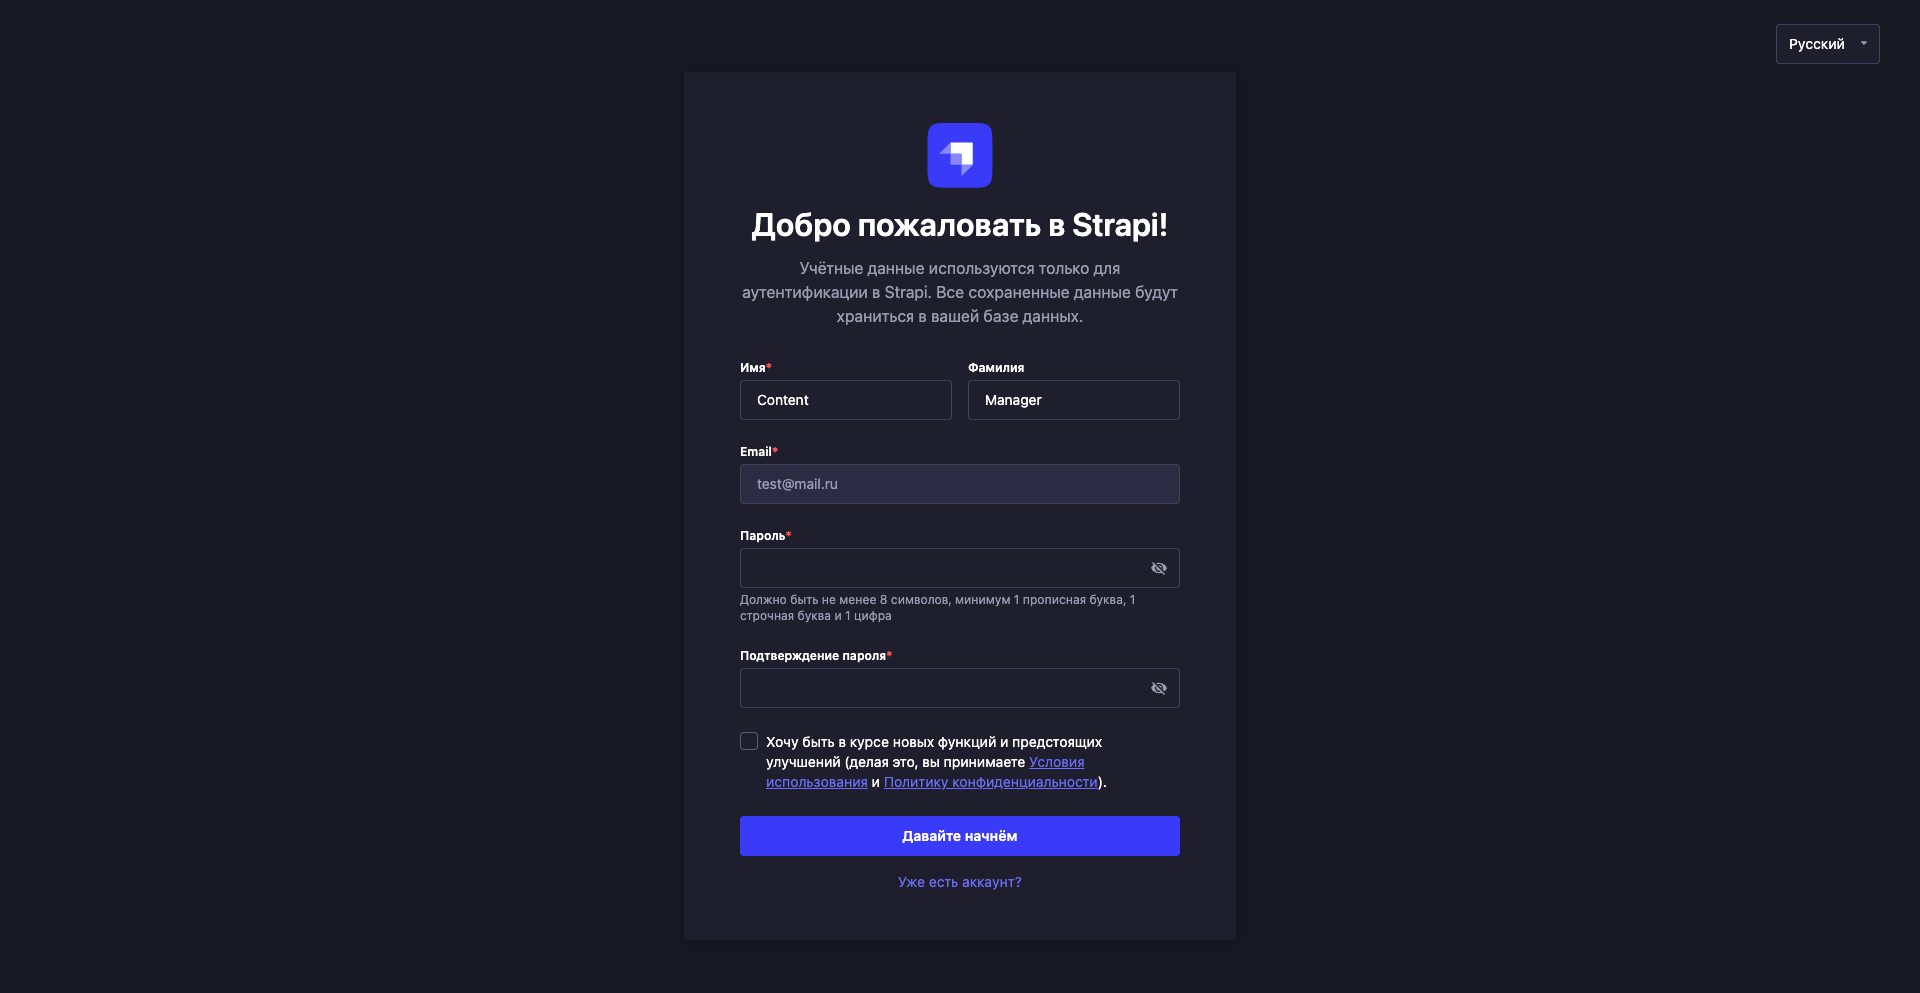 Русский
Добро пожаловать в Strapi!
Учётные данные используются только для
аутентификации в Strapi. Все сохраненные данные будут
храниться в вашей базе данных.
Имя*
Фамилия
Content
Manager
Email*
test@mail.ru
Пароль*
Должно быть не менее 8 символов, минимум 1 прописная буква, 1
строчная буква и 1 цифра
Подтверждение пароля*
Хочу быть в курсе новых функций и предстоящих
улучшений (делая это, вы принимаете Условия
использования и Политику конфиденциальности).
Давайте начнём
Уже есть аккаунт?